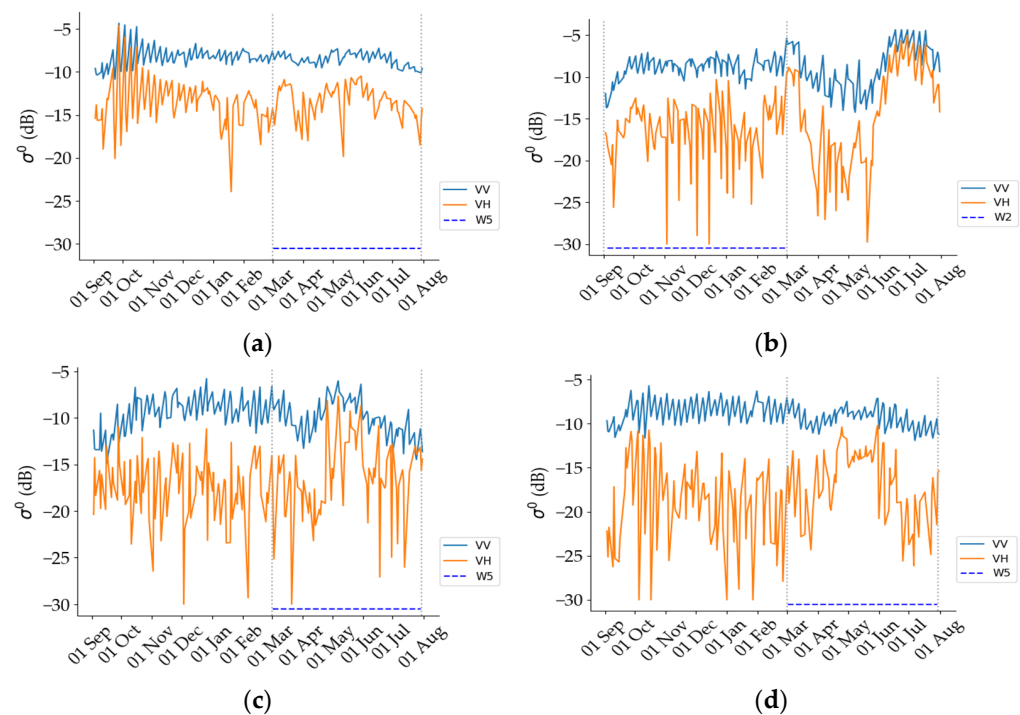 −5
−10
−15
−20
−25
−30
σ⁰ (dB)
VV
VH
W5
01 Sep
01 Oct
01 Nov
01 Dec
01 Jan
01 Feb
01 Mar
01 Apr
01 May
01 Jun
01 Jul
01 Aug
(a)
−5
−10
−15
−20
−25
−30
σ⁰ (dB)
VV
VH
W2
01 Sep
01 Oct
01 Nov
01 Dec
01 Jan
01 Feb
01 Mar
01 Apr
01 May
01 Jun
01 Jul
01 Aug
(b)
−5
−10
−15
−20
−25
−30
σ⁰ (dB)
VV
VH
W5
01 Sep
01 Oct
01 Nov
01 Dec
01 Jan
01 Feb
01 Mar
01 Apr
01 May
01 Jun
01 Jul
01 Aug
(c)
−5
−10
−15
−20
−25
−30
σ⁰ (dB)
VV
VH
W5
01 Sep
01 Oct
01 Nov
01 Dec
01 Jan
01 Feb
01 Mar
01 Apr
01 May
01 Jun
01 Jul
01 Aug
(d)